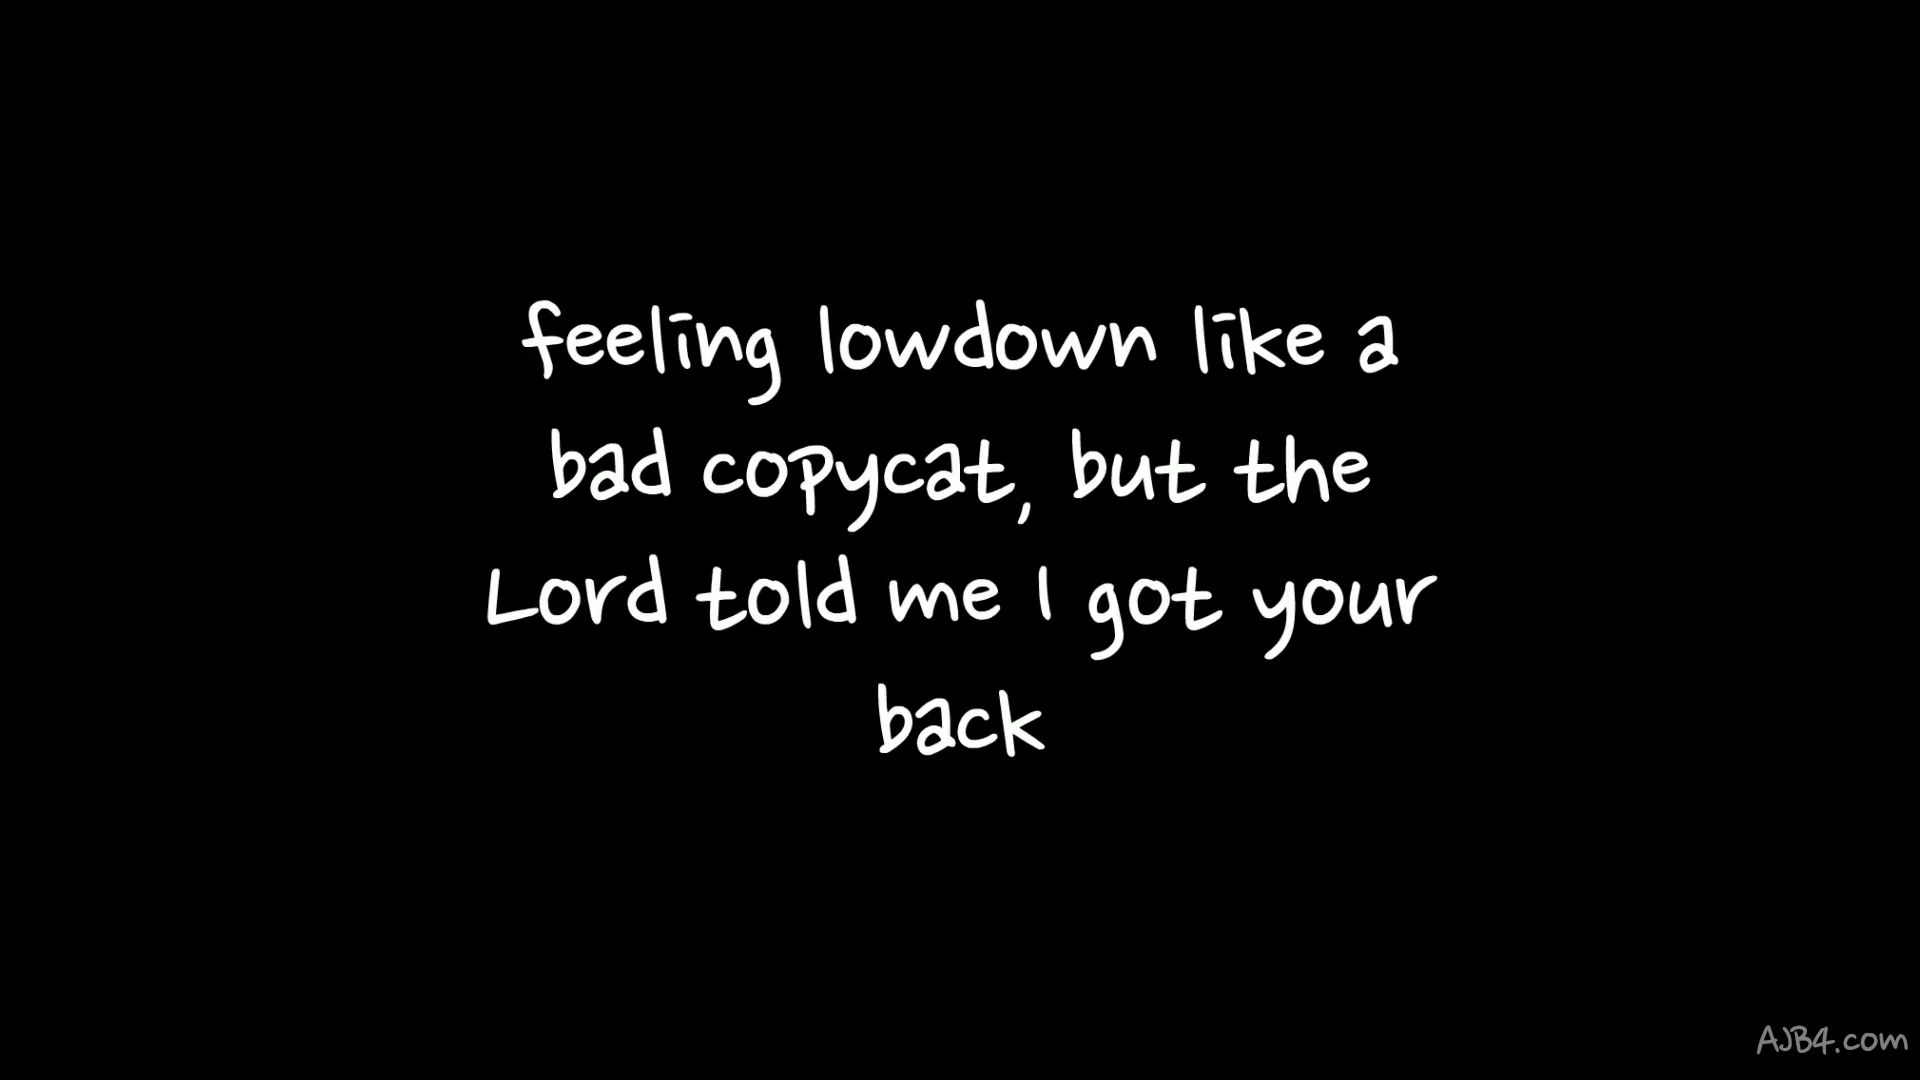 feeling lowdown like a
bad copycat, but the
Lord told me I got your
back
AJB4.com